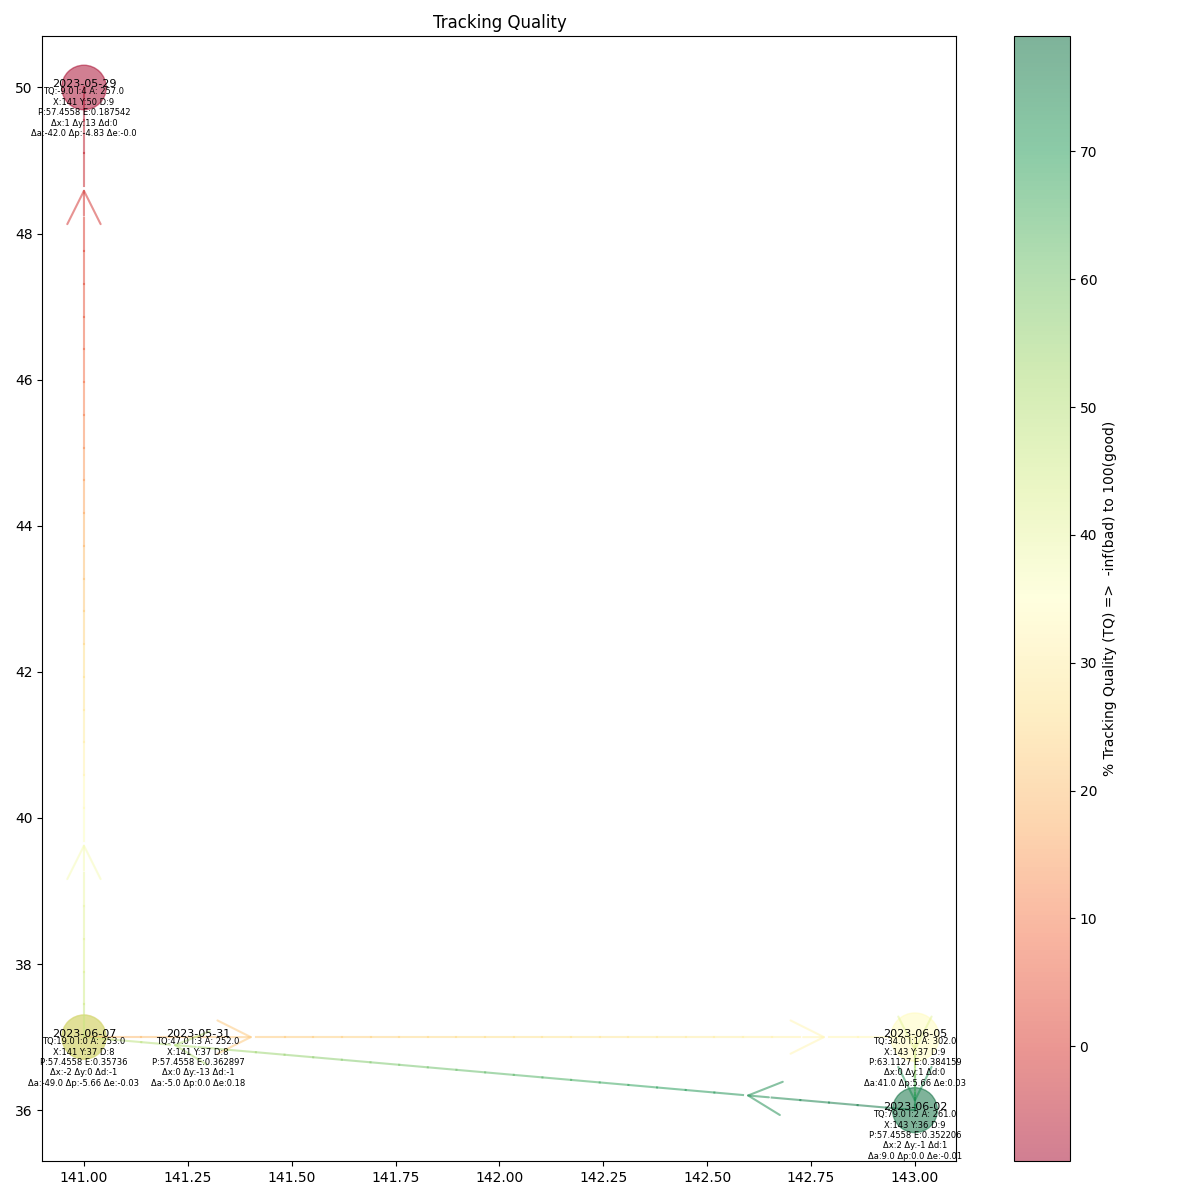 Tracking Quality
50
48
46
44
42
40
38
36
2023-05-29
TQ:-9.0 I:4 A: 257.0
X:141 Y:50 D:9
P:57.4558 E:0.187542
Δx:1 Δy:13 Δd:0
Δa:-42.0 Δp:-4.83 Δe:-0.0
2023-06-07
TQ:19.0 I:0 A: 253.0
X:141 Y:37 D:8
P:57.4558 E:0.35736
Δx:-2 Δy:0 Δd:-1
Δa:-49.0 Δp:-5.66 Δe:-0.03
2023-05-31
TQ:47.0 I:3 A: 252.0
X:141 Y:37 D:8
P:57.4558 E:0.362897
Δx:0 Δy:-13 Δd:-1
Δa:-5.0 Δp:0.0 Δe:0.18
2023-06-05
TQ:34.0 I:1 A: 302.0
X:143 Y:37 D:9
P:63.1127 E:0.384159
Δx:0 Δy:1 Δd:0
Δa:41.0 Δp:5.66 Δe:0.03
2023-06-02
TQ:79.0 I:2 A: 261.0
X:143 Y:36 D:9
P:57.4558 E:0.352206
Δx:2 Δy:-1 Δd:1
Δa:9.0 Δp:0.0 Δe:-0.01
141.00 141.25 141.50 141.75 142.00 142.25 142.50 142.75 143.00
70
60
50
40
30
20
10
0
% Tracking Quality (TQ) => -inf(bad) to 100(good)